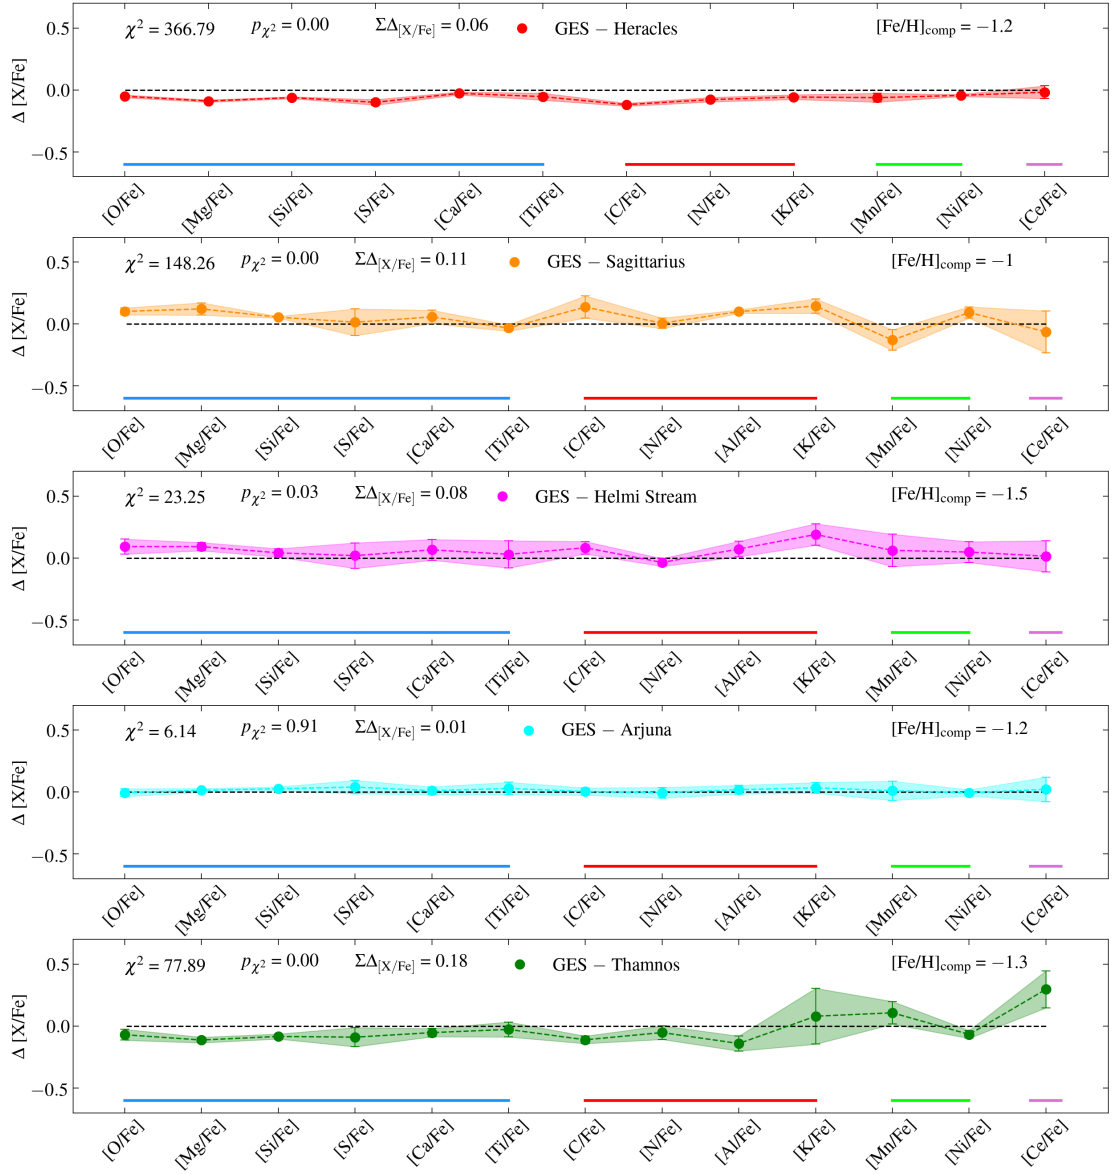 0.5
χ² = 366.79 pχ² = 0.00 ΣΔ[X/Fe] = 0.06 GES − Heracles [Fe/H]comp = −1.2
0.0
Δ [X/Fe]
−0.5
[O/Fe] [Mg/Fe] [Si/Fe] [S/Fe] [Ca/Fe] [Ti/Fe] [C/Fe] [N/Fe] [K/Fe] [Mn/Fe] [Ni/Fe] [Ce/Fe]
0.5
χ² = 148.26 pχ² = 0.00 ΣΔ[X/Fe] = 0.11 GES − Sagittarius [Fe/H]comp = −1
0.0
Δ [X/Fe]
−0.5
[O/Fe] [Mg/Fe] [Si/Fe] [S/Fe] [Ca/Fe] [Ti/Fe] [C/Fe] [N/Fe] [Al/Fe] [K/Fe] [Mn/Fe] [Ni/Fe] [Ce/Fe]
0.5
χ² = 23.25 pχ² = 0.03 ΣΔ[X/Fe] = 0.08 GES − Helmi Stream [Fe/H]comp = −1.5
0.0
Δ [X/Fe]
−0.5
[O/Fe] [Mg/Fe] [Si/Fe] [S/Fe] [Ca/Fe] [Ti/Fe] [C/Fe] [N/Fe] [Al/Fe] [K/Fe] [Mn/Fe] [Ni/Fe] [Ce/Fe]
0.5
χ² = 6.14 pχ² = 0.91 ΣΔ[X/Fe] = 0.01 GES − Arjuna [Fe/H]comp = −1.2
0.0
Δ [X/Fe]
−0.5
[O/Fe] [Mg/Fe] [Si/Fe] [S/Fe] [Ca/Fe] [Ti/Fe] [C/Fe] [N/Fe] [Al/Fe] [K/Fe] [Mn/Fe] [Ni/Fe] [Ce/Fe]
0.5
χ² = 77.89 pχ² = 0.00 ΣΔ[X/Fe] = 0.18 GES − Thamnos [Fe/H]comp = −1.3
0.0
Δ [X/Fe]
−0.5
[O/Fe] [Mg/Fe] [Si/Fe] [S/Fe] [Ca/Fe] [Ti/Fe] [C/Fe] [N/Fe] [Al/Fe] [K/Fe] [Mn/Fe] [Ni/Fe] [Ce/Fe]